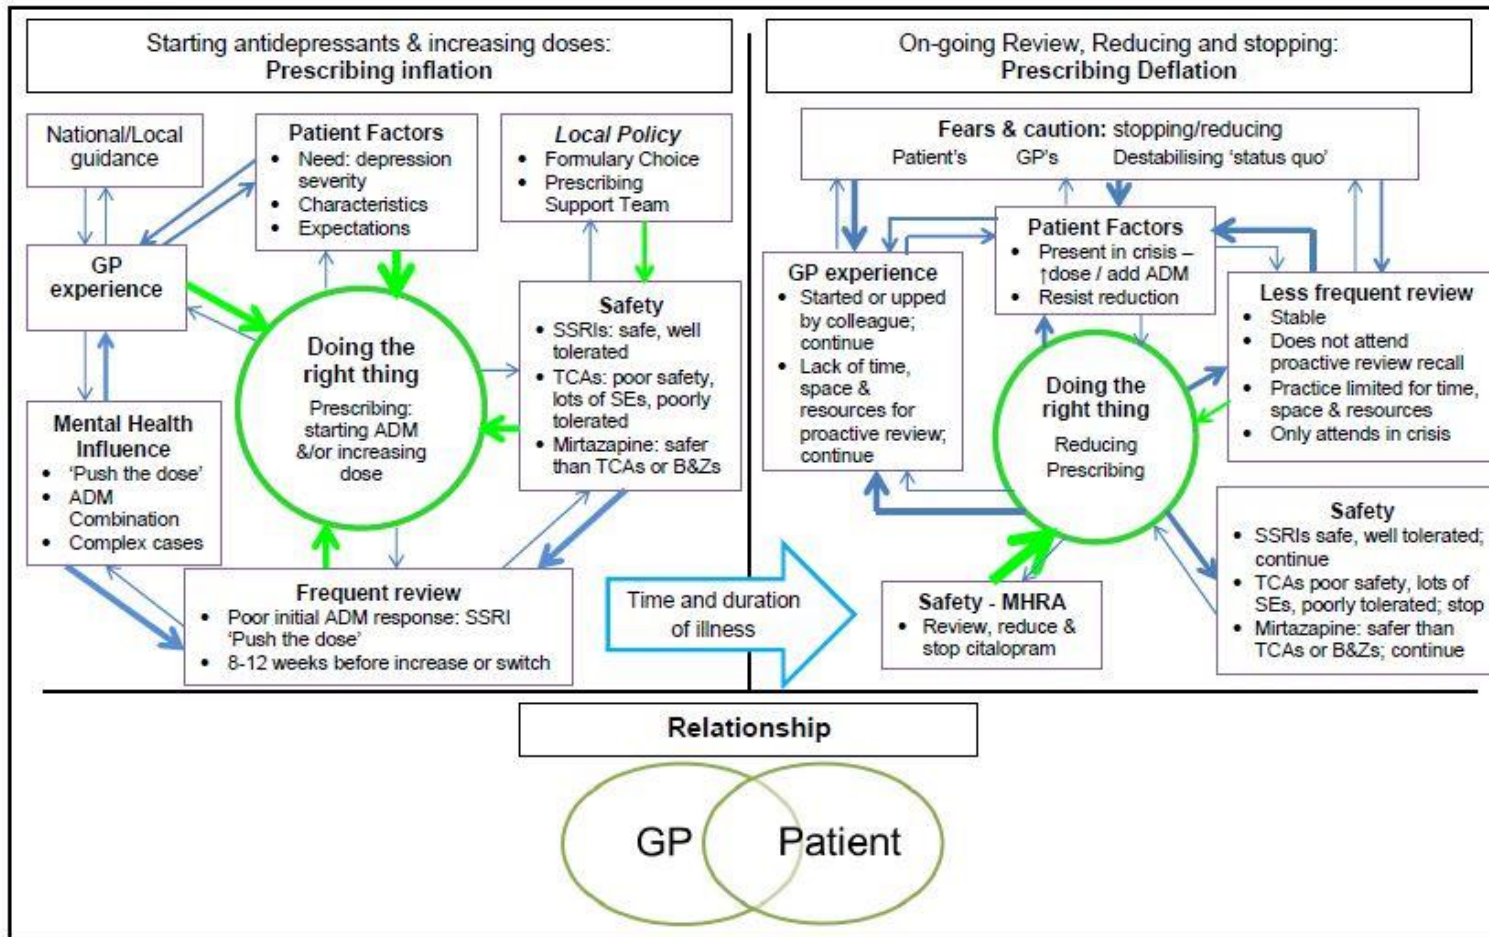 Starting antidepressants & increasing doses:
Prescribing inflation
National/Local
guidance
Patient Factors
• Need: depression
severity
• Characteristics
• Expectations
Local Policy
• Formulary Choice
• Prescribing
Support Team
GP
experience
Doing the
right thing
Prescribing:
starting ADM
&/or increasing
dose
Safety
• SSRIs: safe, well
tolerated
• TCAs: poor safety,
lots of SEs, poorly
tolerated
• Mirtazapine: safer
than TCAs or B&Zs
Mental Health
Influence
• ‘Push the dose’
• ADM
Combination
• Complex cases
Frequent review
• Poor initial ADM response: SSRI
‘Push the dose’
• 8-12 weeks before increase or switch
Time and duration
of illness
On-going Review, Reducing and stopping:
Prescribing Deflation
Fears & caution: stopping/reducing
Patient’s GP’s Destabilising ‘status quo’
Patient Factors
• Present in crisis –
↑dose / add ADM
• Resist reduction
GP experience
• Started or upped
by colleague;
continue
• Lack of time,
space &
resources for
proactive review;
continue
Less frequent review
• Stable
• Does not attend
proactive review recall
• Practice limited for time,
space & resources
• Only attends in crisis
Doing the
right thing
Reducing
Prescribing
Safety
• SSRIs safe, well tolerated;
continue
• TCAs poor safety, lots of
SEs, poorly tolerated; stop
• Mirtazapine: safer than
TCAs or B&Zs; continue
Safety - MHRA
• Review, reduce &
stop citalopram
Relationship
GP Patient